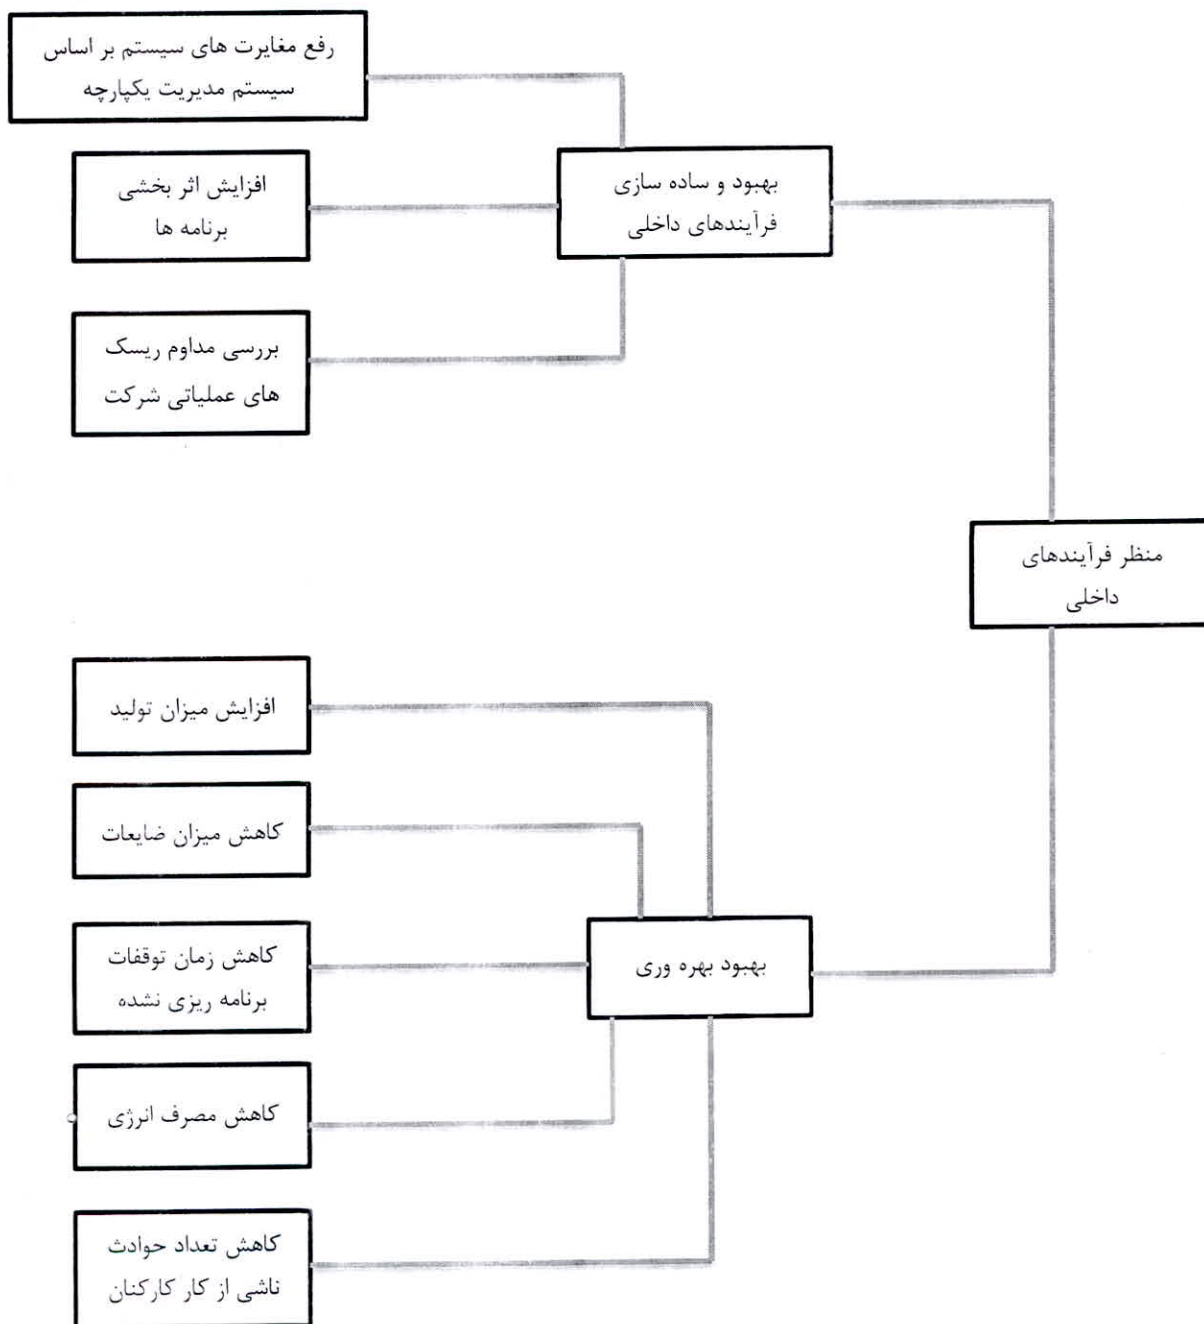 رفع مغایرت های سیستم بر اساس
سیستم مدیریت یکپارچه
بهبود و ساده سازی
فرآیندهای داخلی
افزایش اثر بخشی
برنامه ها
بررسی مداوم ریسک
های عملیاتی شرکت
منظر فرآیندهای
داخلی
افزایش میزان تولید
کاهش میزان ضایعات
بهبود بهره وری
کاهش زمان توقفات
برنامه ریزی نشده
کاهش مصرف انرژی
کاهش تعداد حوادث
ناشی از کار کارکنان